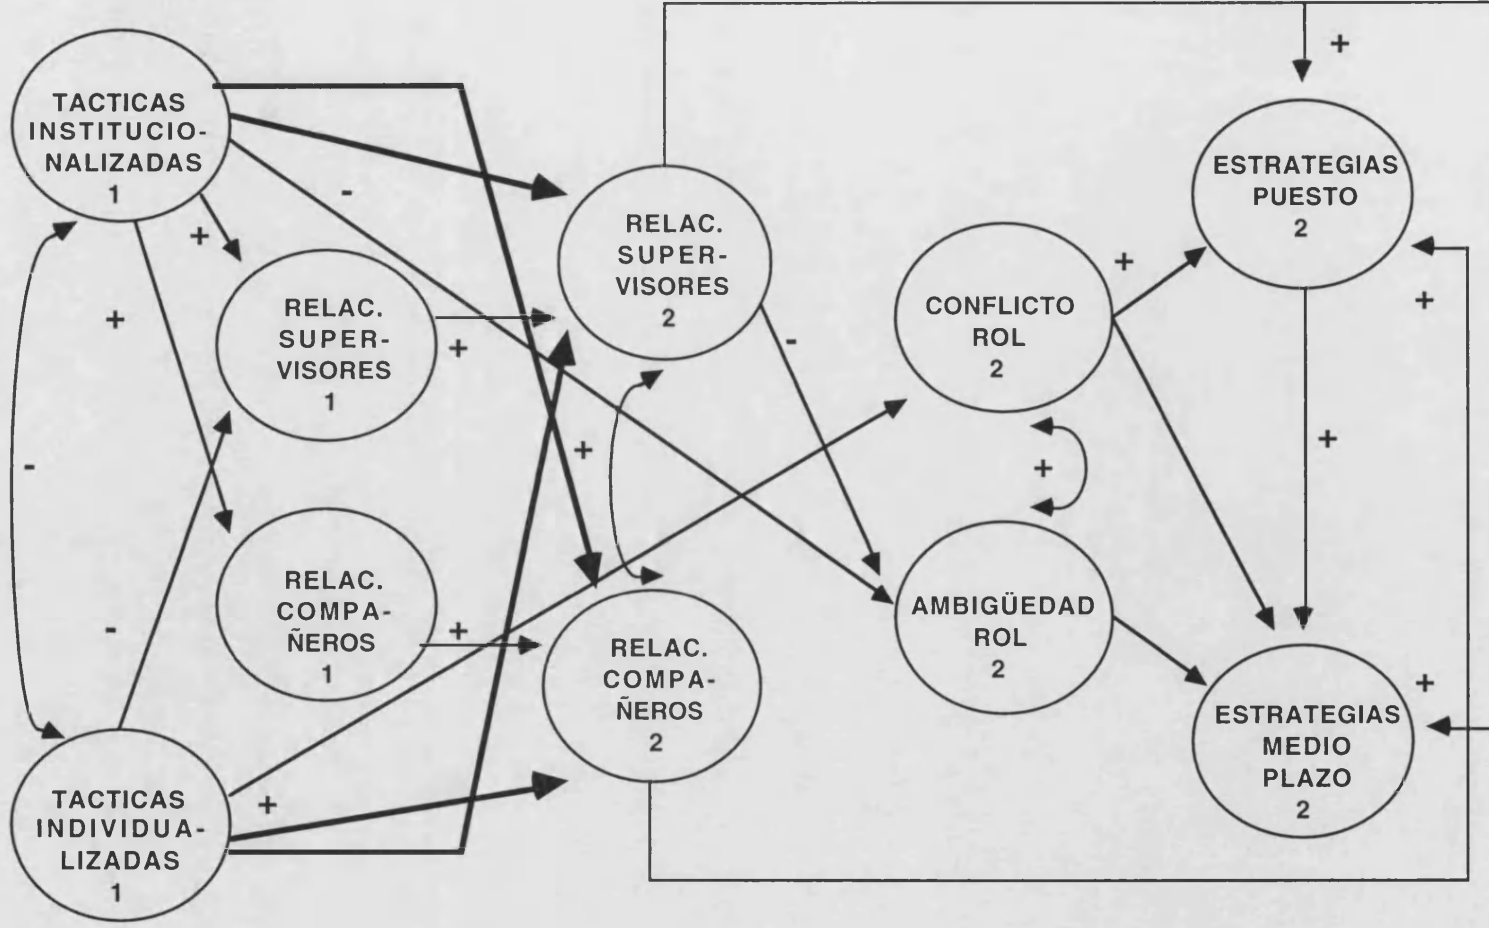 TACTICAS
INSTITUCIO-
NALIZADAS
1
-
+
+
-
-
RELAC.
SUPER-
VISORES
1
+
RELAC.
COMPA-
ÑEROS
1
+
TACTICAS
INDIVIDUA-
LIZADAS
1
+
RELAC.
SUPER-
VISORES
2
-
+
RELAC.
COMPA-
ÑEROS
2
CONFLICTO
ROL
2
+
+
AMBIGÜEDAD
ROL
2
+
ESTRATEGIAS
PUESTO
2
+
+
+
ESTRATEGIAS
MEDIO
PLAZO
2